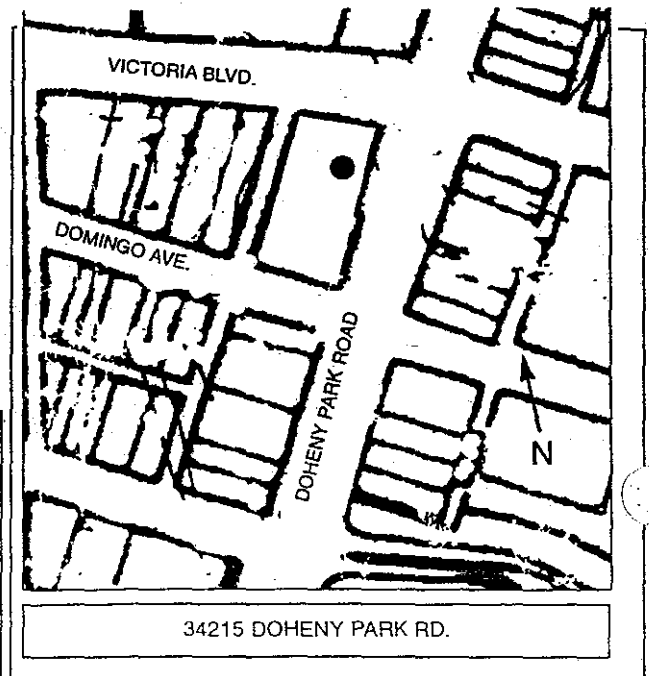 VICTORIA BLVD.
DOMINGO AVE.
DOHENY PARK ROAD
N
34215 DOHENY PARK RD.